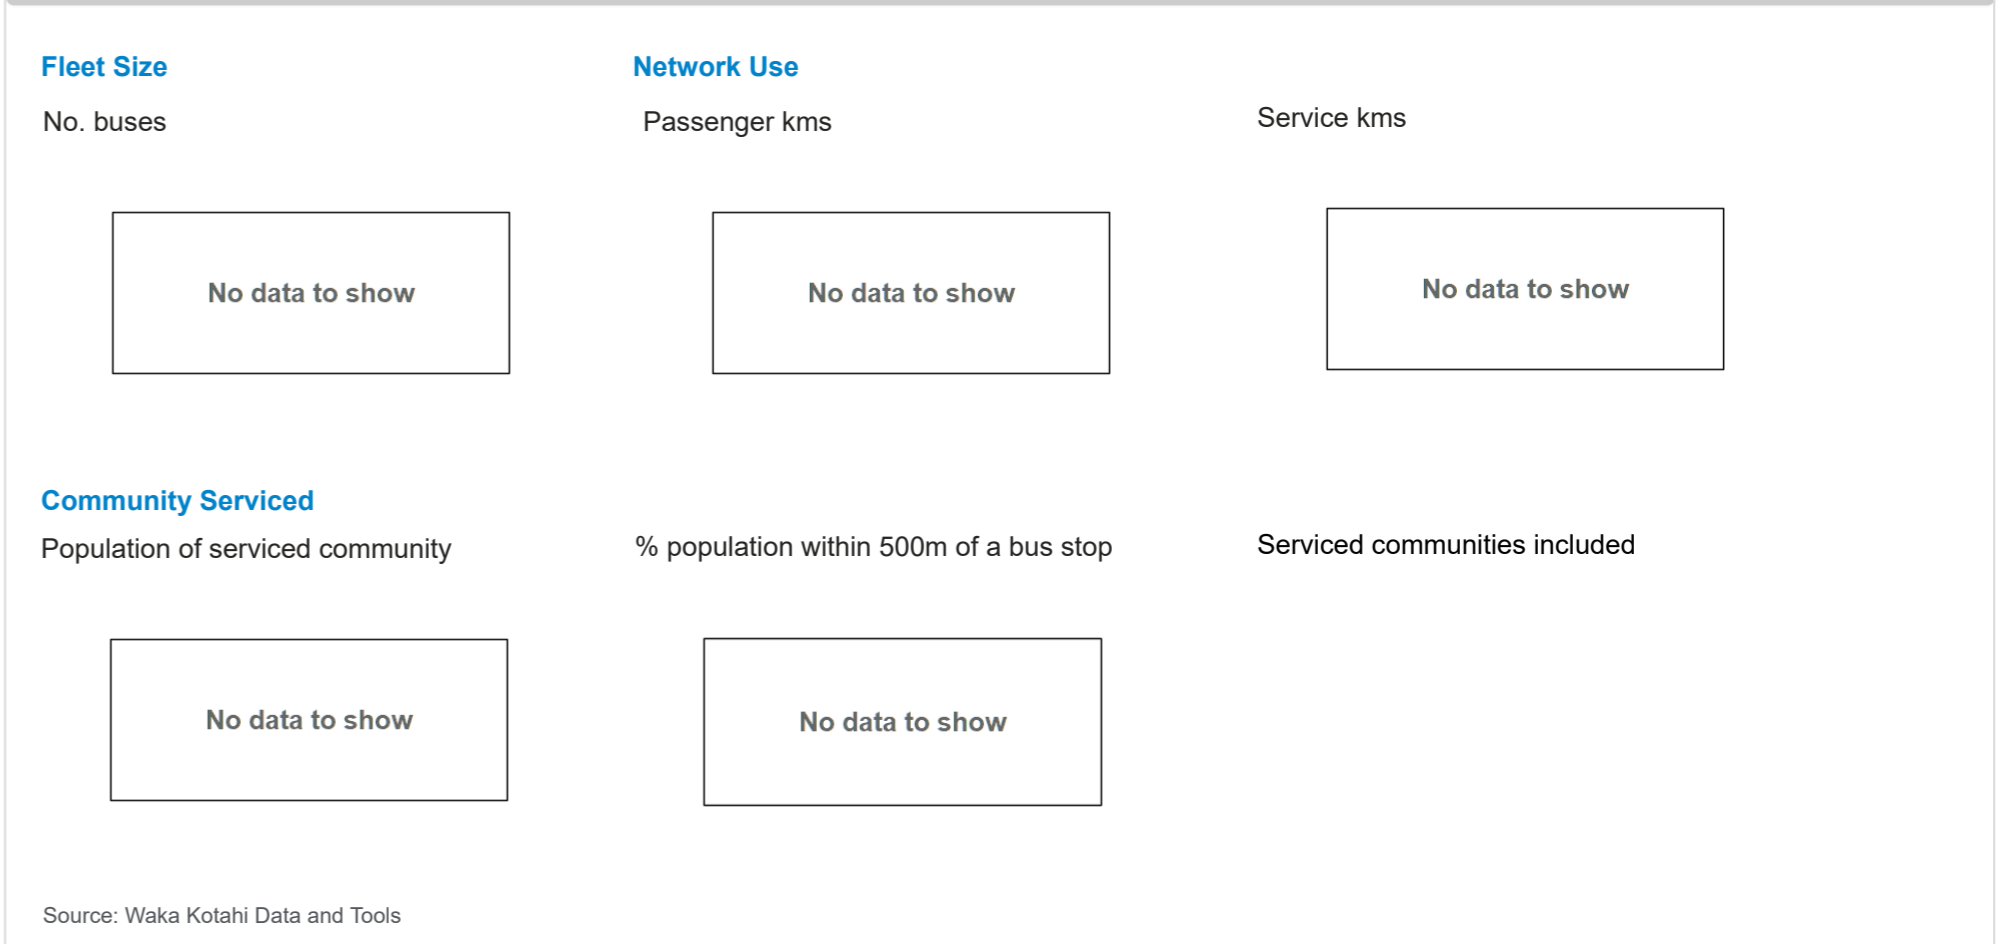 Fleet Size
Network Use
No. buses
Passenger kms
Service kms
No data to show
No data to show
No data to show
Community Serviced
Population of serviced community
% population within 500m of a bus stop
Serviced communities included
No data to show
No data to show
Source: Waka Kotahi Data and Tools